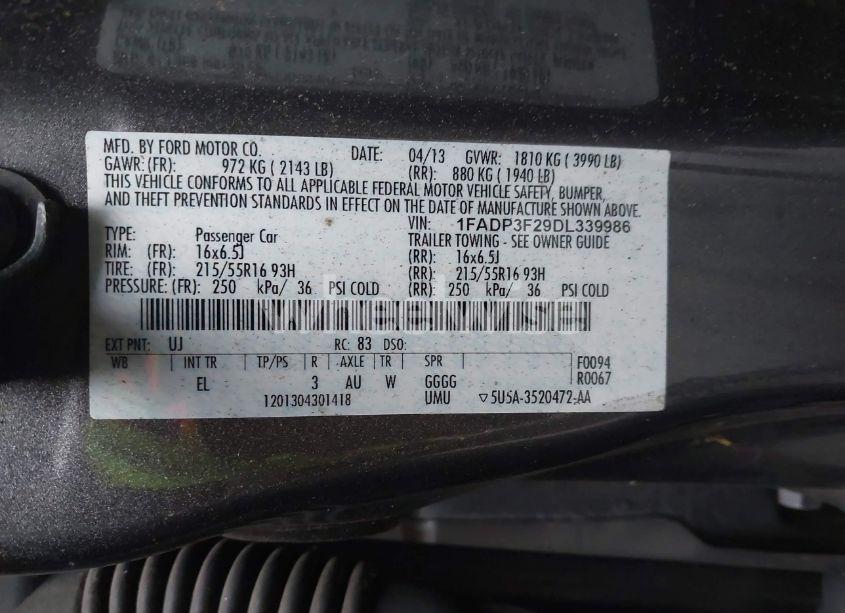 MFD. BY FORD MOTOR CO. DATE: 04/13 GVWR: 1810 KG ( 3990 LB)
GAWR:(FR): 972 KG ( 2143 LB) (RR): 880 KG ( 1940 LB)
THIS VEHICLE CONFORMS TO ALL APPLICABLE FEDERAL MOTOR VEHICLE SAFETY, BUMPER,
AND THEFT PREVENTION STANDARDS IN EFFECT ON THE DATE OF MANUFACTURE SHOWN ABOVE.
VIN: 1FADP3F29DL339986
TYPE: Passenger Car TRAILER TOWING - SEE OWNER GUIDE
RIM: (FR): 16x6.5J (RR): 16x6.5J
TIRE: (FR): 215/55R16 93H (RR): 215/55R16 93H
PRESSURE: (FR): 250 kPa/ 36 PSI COLD (RR): 250 kPa/ 36 PSI COLD
EXT PNT: UJ RC: 83 DSO:
WB INT TR TP/PS R AXLE TR SPR F0094
EL 3 AU W GGGG R0067
1201304301418 UMU ▽5U5A-3520472-AA